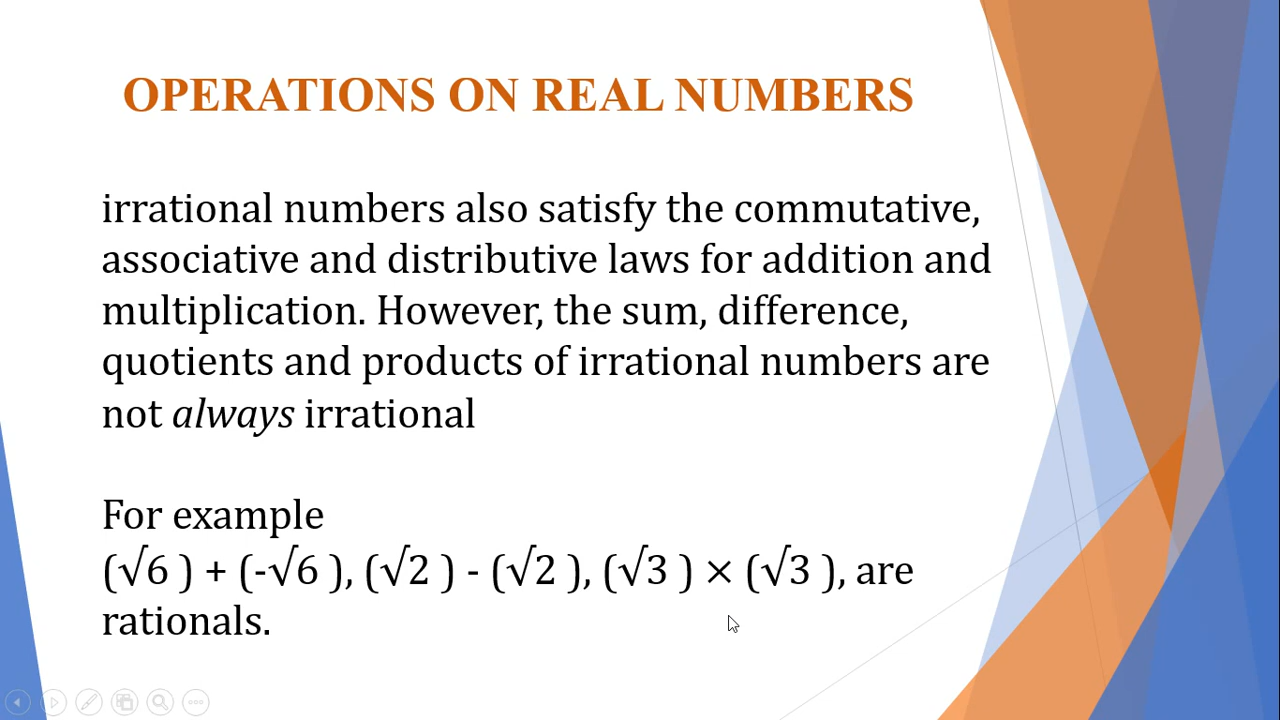 OPERATIONS ON REAL NUMBERS
irrational numbers also satisfy the commutative,
associative and distributive laws for addition and
multiplication. However, the sum, difference,
quotients and products of irrational numbers are
not always irrational
For example
(√6 ) + (-√6 ), (√2 ) - (√2 ), (√3 ) × (√3 ), are
rationals.